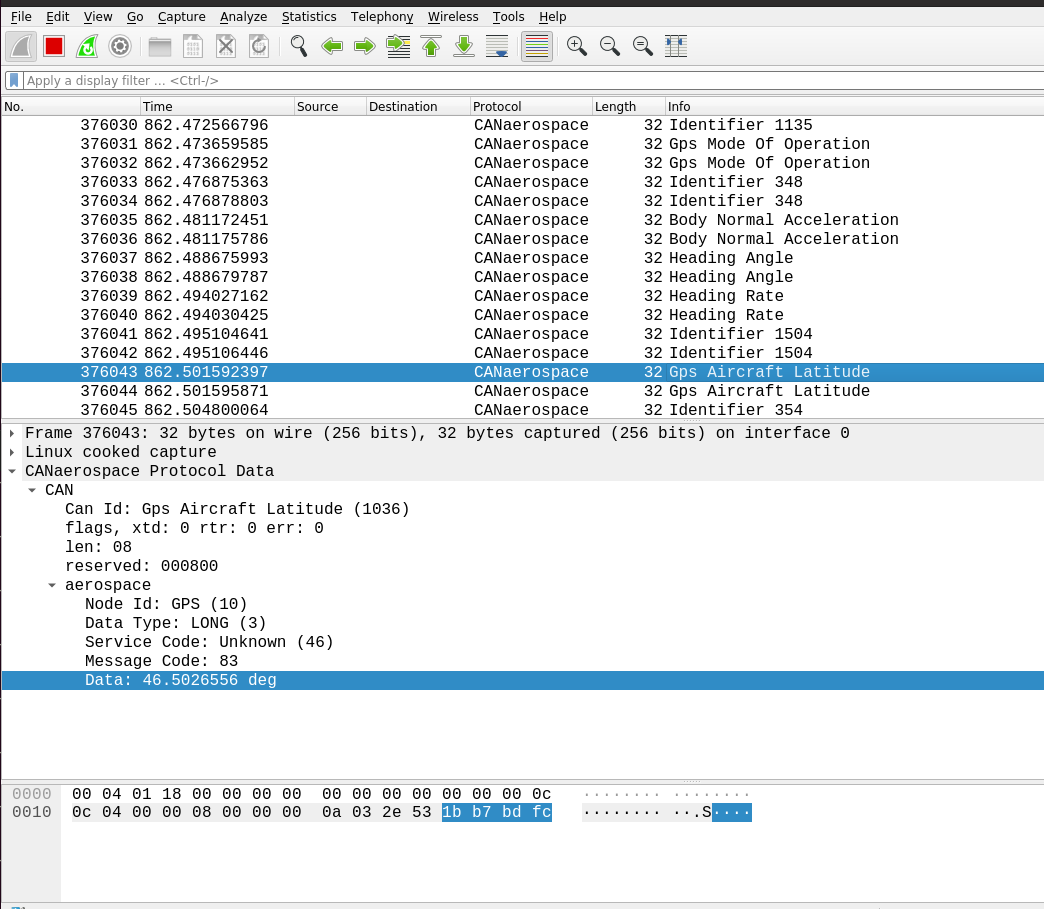 File Edit View Go Capture Analyze Statistics Telephony Wireless Tools Help
Apply a display filter ... <Ctrl-/>
No. Time Source Destination Protocol Length Info
376030 862.472566796 CANaerospace 32 Identifier 1135
376031 862.473659585 CANaerospace 32 Gps Mode Of Operation
376032 862.473662952 CANaerospace 32 Gps Mode Of Operation
376033 862.476875363 CANaerospace 32 Identifier 348
376034 862.476878803 CANaerospace 32 Identifier 348
376035 862.481172451 CANaerospace 32 Body Normal Acceleration
376036 862.481175786 CANaerospace 32 Body Normal Acceleration
376037 862.488675993 CANaerospace 32 Heading Angle
376038 862.488679787 CANaerospace 32 Heading Angle
376039 862.494027162 CANaerospace 32 Heading Rate
376040 862.494030425 CANaerospace 32 Heading Rate
376041 862.495104641 CANaerospace 32 Identifier 1504
376042 862.495106446 CANaerospace 32 Identifier 1504
376043 862.501592397 CANaerospace 32 Gps Aircraft Latitude
376044 862.501595871 CANaerospace 32 Gps Aircraft Latitude
376045 862.504800064 CANaerospace 32 Identifier 354
Frame 376043: 32 bytes on wire (256 bits), 32 bytes captured (256 bits) on interface 0
Linux cooked capture
CANaerospace Protocol Data
CAN
Can Id: Gps Aircraft Latitude (1036)
flags, xtd: 0 rtr: 0 err: 0
len: 08
reserved: 000800
aerospace
Node Id: GPS (10)
Data Type: LONG (3)
Service Code: Unknown (46)
Message Code: 83
Data: 46.5026556 deg
0000 00 04 01 18 00 00 00 00 00 00 00 00 00 00 00 0c ········ ········
0010 0c 04 00 00 08 00 00 00 0a 03 2e 53 1b b7 bd fc ········ ··.S····